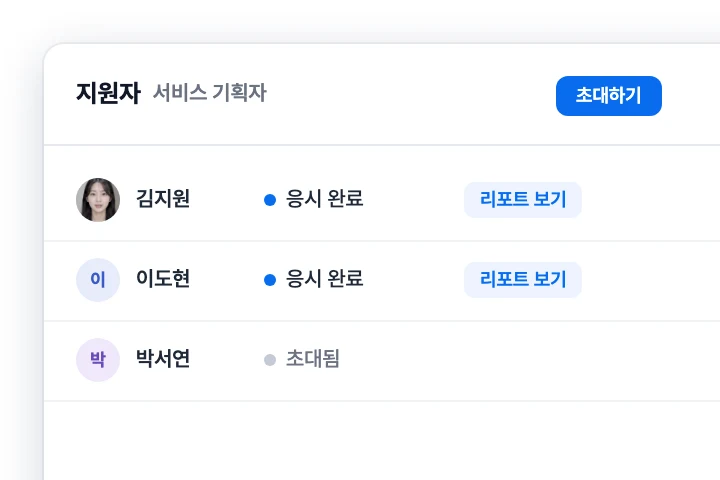 지원자 서비스 기획자 초대하기
김지원 응시 완료 리포트 보기
이 이도현 응시 완료 리포트 보기
박 박서연 초대됨